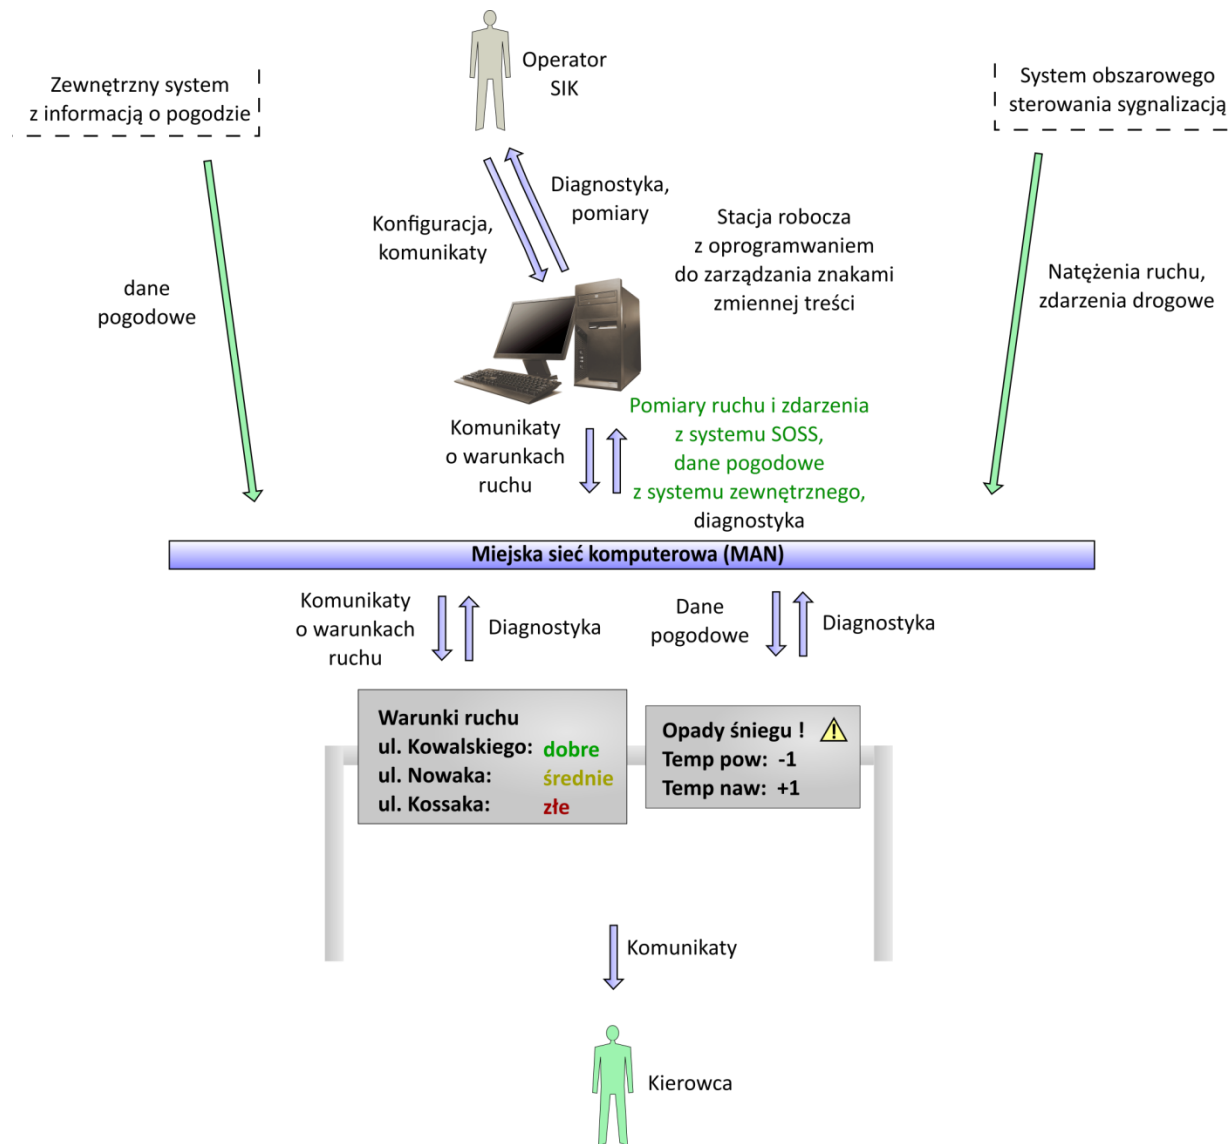 Operator
SIK
Zewnętrzny system
z informacją o pogodzie
System obszarowego
sterowania sygnalizacją
Diagnostyka,
pomiary
Konfiguracja,
komunikaty
Stacja robocza
z oprogramwaniem
do zarządzania znakami
zmiennej treści
dane
pogodowe
Natężenia ruchu,
zdarzenia drogowe
Komunikaty
o warunkach
ruchu
Pomiary ruchu i zdarzenia
z systemu SOSS,
dane pogodowe
z systemu zewnętrznego,
diagnostyka
Miejska sieć komputerowa (MAN)
Komunikaty
o warunkach
ruchu
Diagnostyka
Dane
pogodowe
Diagnostyka
Warunki ruchu
ul. Kowalskiego: dobre
ul. Nowaka: średnie
ul. Kossaka: złe
Opady śniegu !
Temp pow: -1
Temp naw: +1
Komunikaty
Kierowca